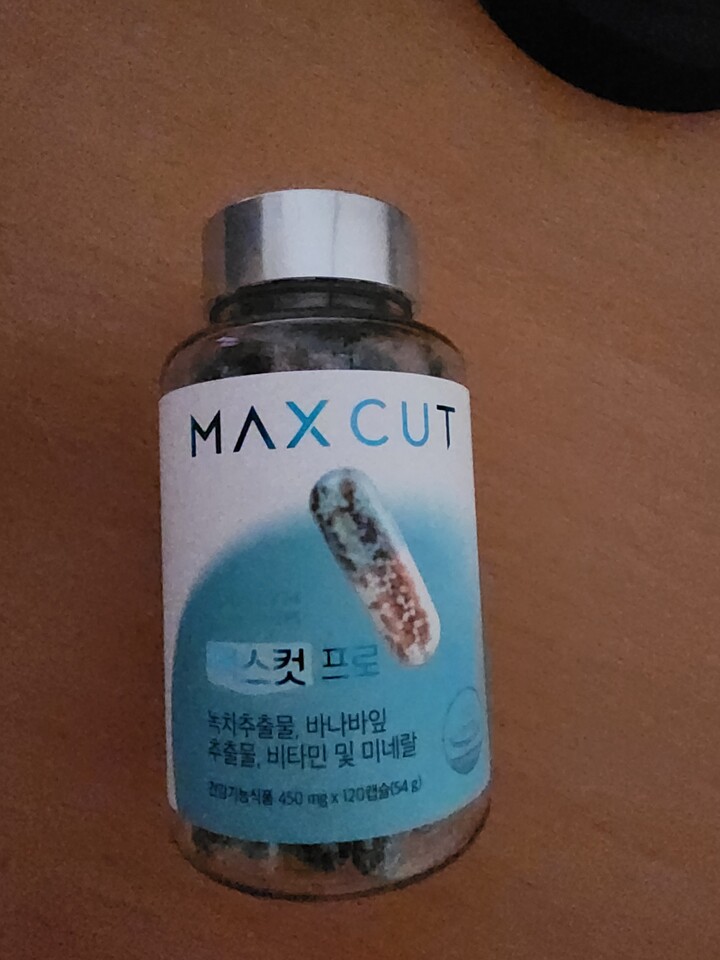 MAX CUT
스컷 프로
녹차추출물, 바나바잎
추출물, 비타민 및 미네랄
건강기능식품 450 mg x 120캡슐(54 g)